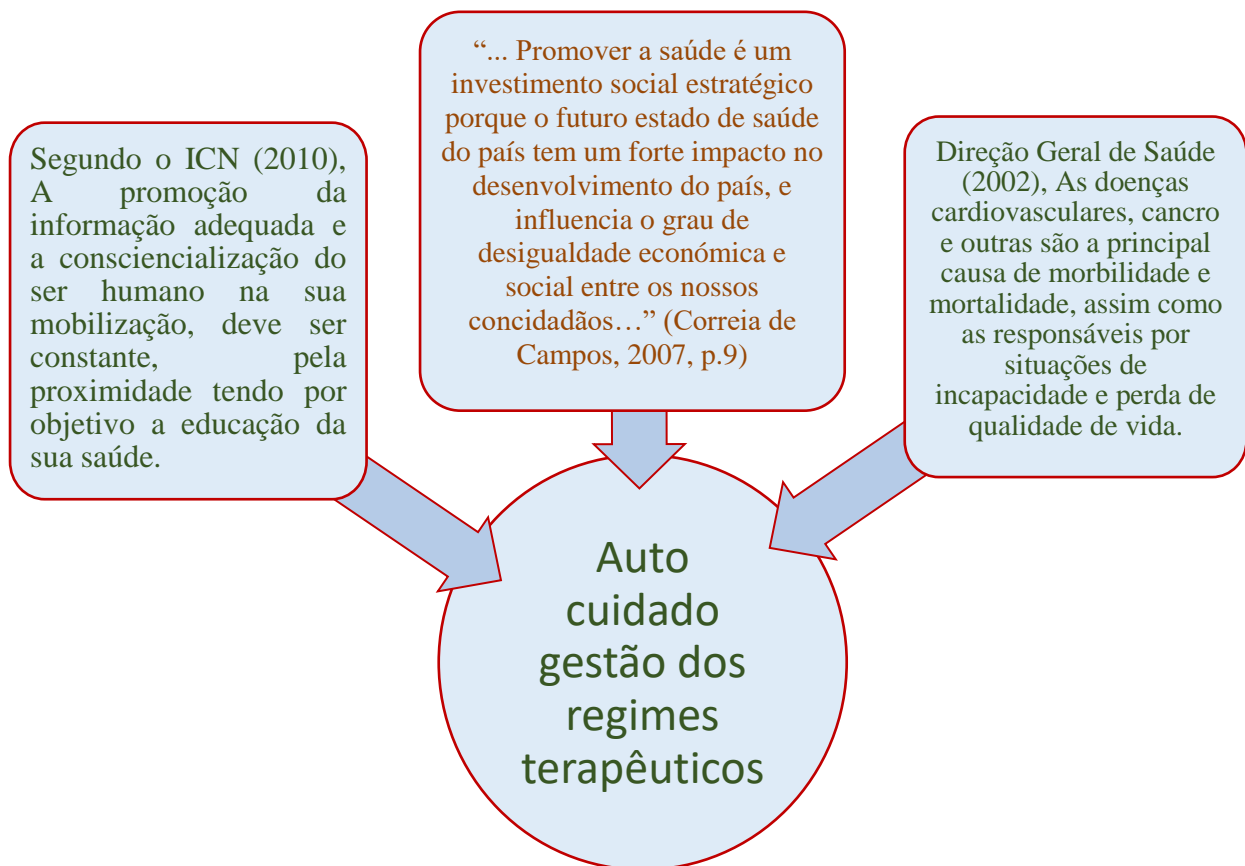 Segundo o ICN (2010),
A promoção da
informação adequada e
a consciencialização do
ser humano na sua
mobilização, deve ser
constante, pela
proximidade tendo por
objetivo a educação da
sua saúde.
“... Promover a saúde é um
investimento social estratégico
porque o futuro estado de saúde
do país tem um forte impacto no
desenvolvimento do país, e
influencia o grau de
desigualdade económica e
social entre os nossos
concidadãos…” (Correia de
Campos, 2007, p.9)
Direção Geral de Saúde
(2002), As doenças
cardiovasculares, cancro
e outras são a principal
causa de morbilidade e
mortalidade, assim como
as responsáveis por
situações de
incapacidade e perda de
qualidade de vida.
Auto
cuidado
gestão dos
regimes
terapêuticos